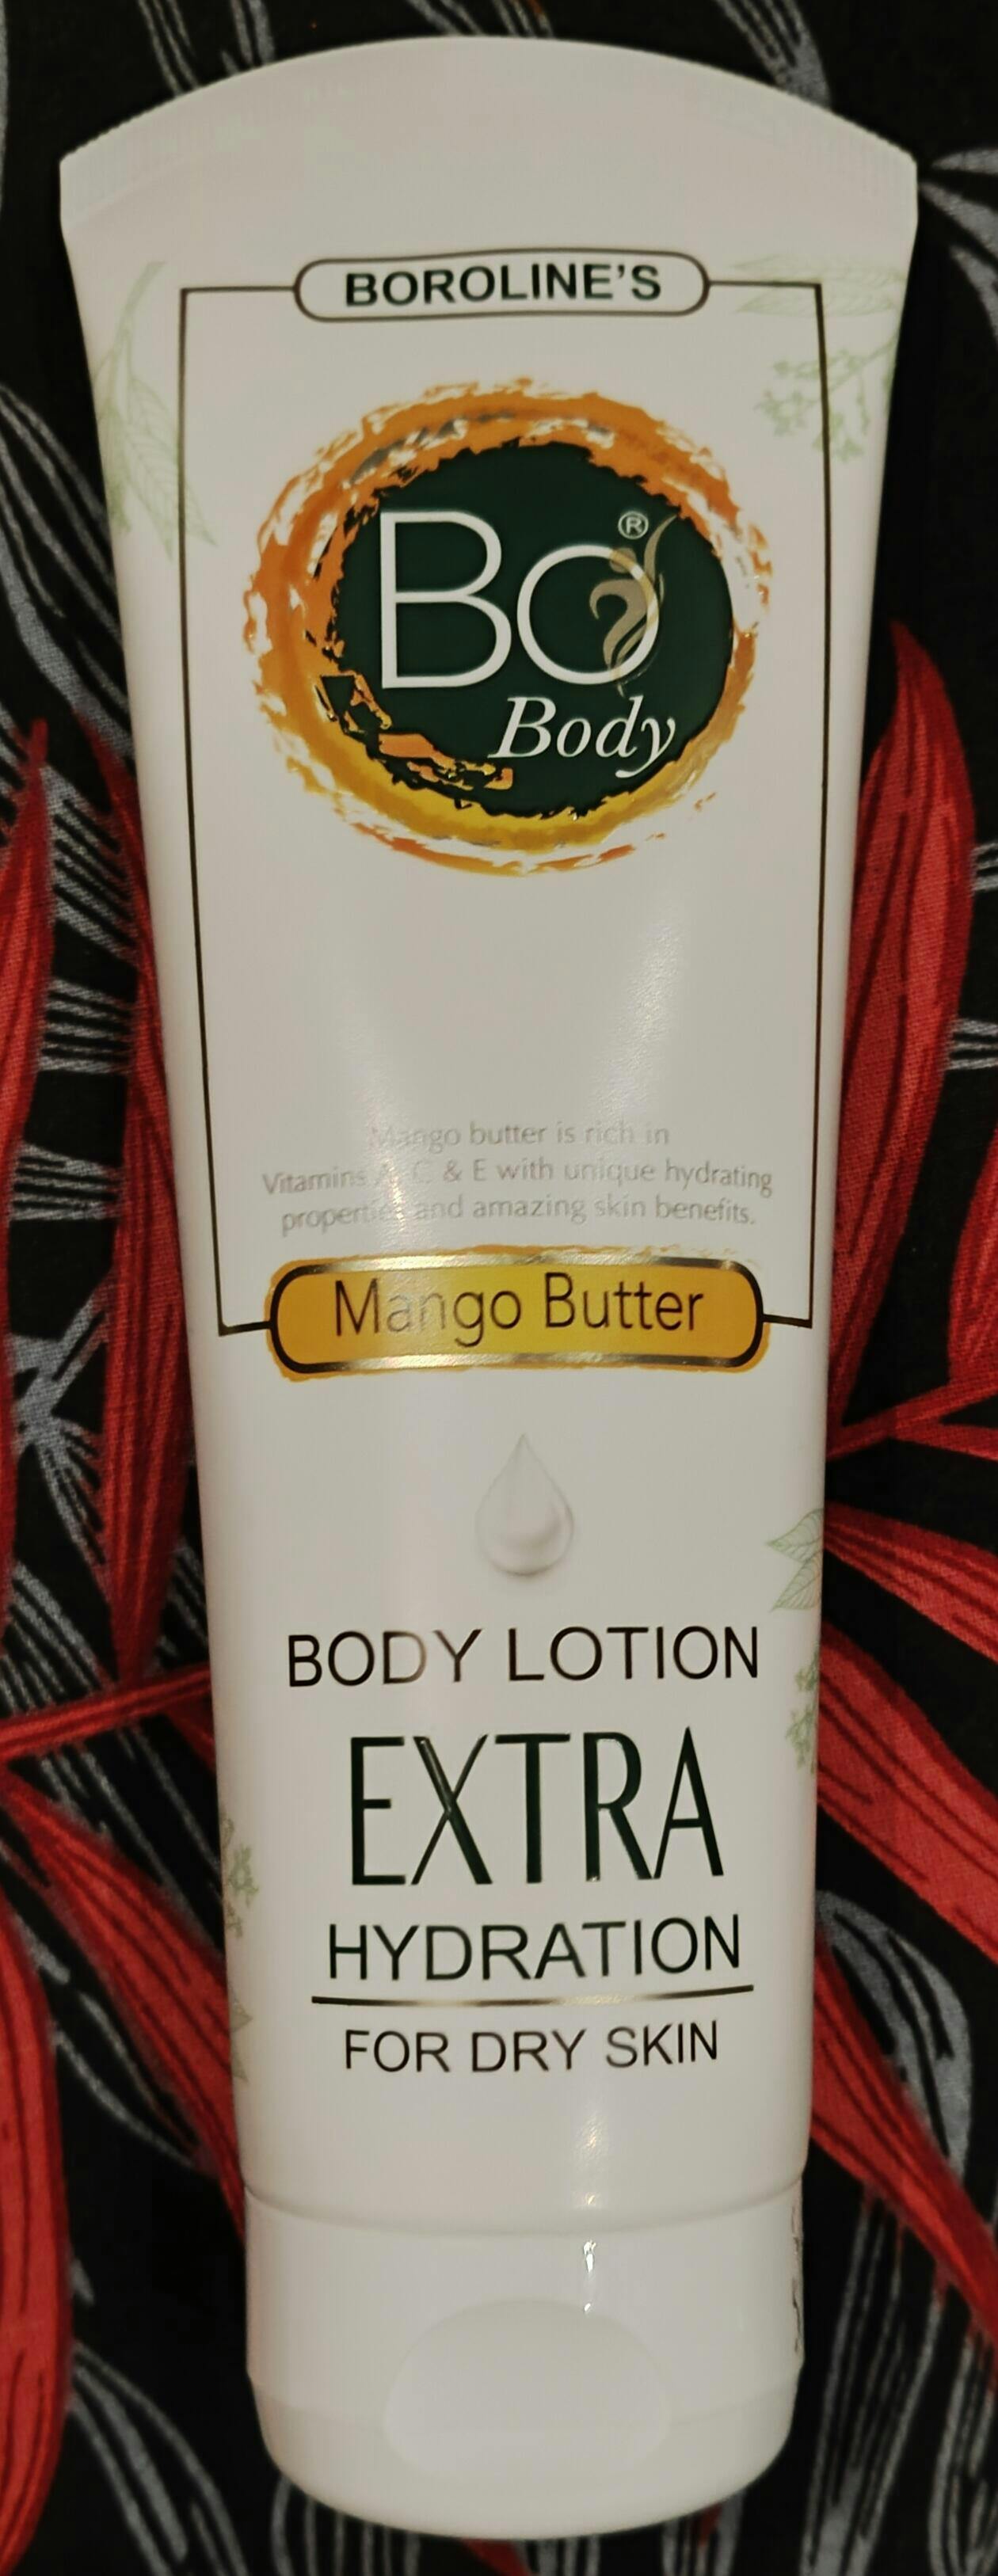 BOROLINE'S
Bo®
Body
Mango butter is rich in
Vitamins A, C & E with unique hydrating
properties and amazing skin benefits.
Mango Butter
BODY LOTION
EXTRA
HYDRATION
FOR DRY SKIN